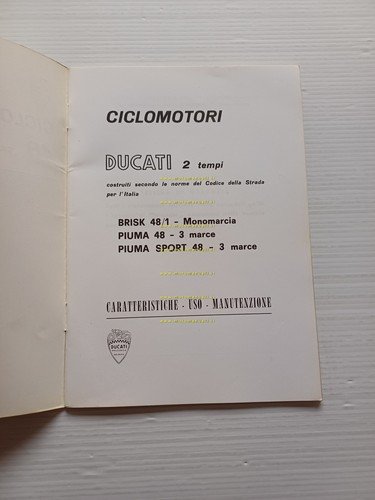 CICLOMOTORI
DUCATI 2 tempi
costruiti secondo le norme del Codice della Strada
per l'Italia
BRISK 48/1 - Monomarcia
PIUMA 48 - 3 marce
PIUMA SPORT 48 - 3 marce
CARATTERISTICHE - USO - MANUTENZIONE
DUCATI